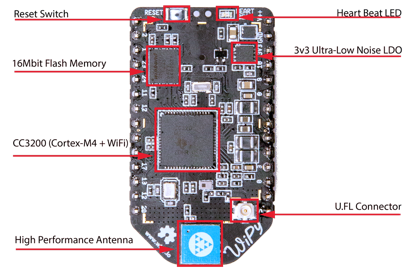 Reset Switch
RESET
Heart Beat LED
16Mbit Flash Memory
3v3 Ultra-Low Noise LDO
CC3200 (Cortex-M4 + WiFi)
U.FL Connector
High Performance Antenna
WiPy